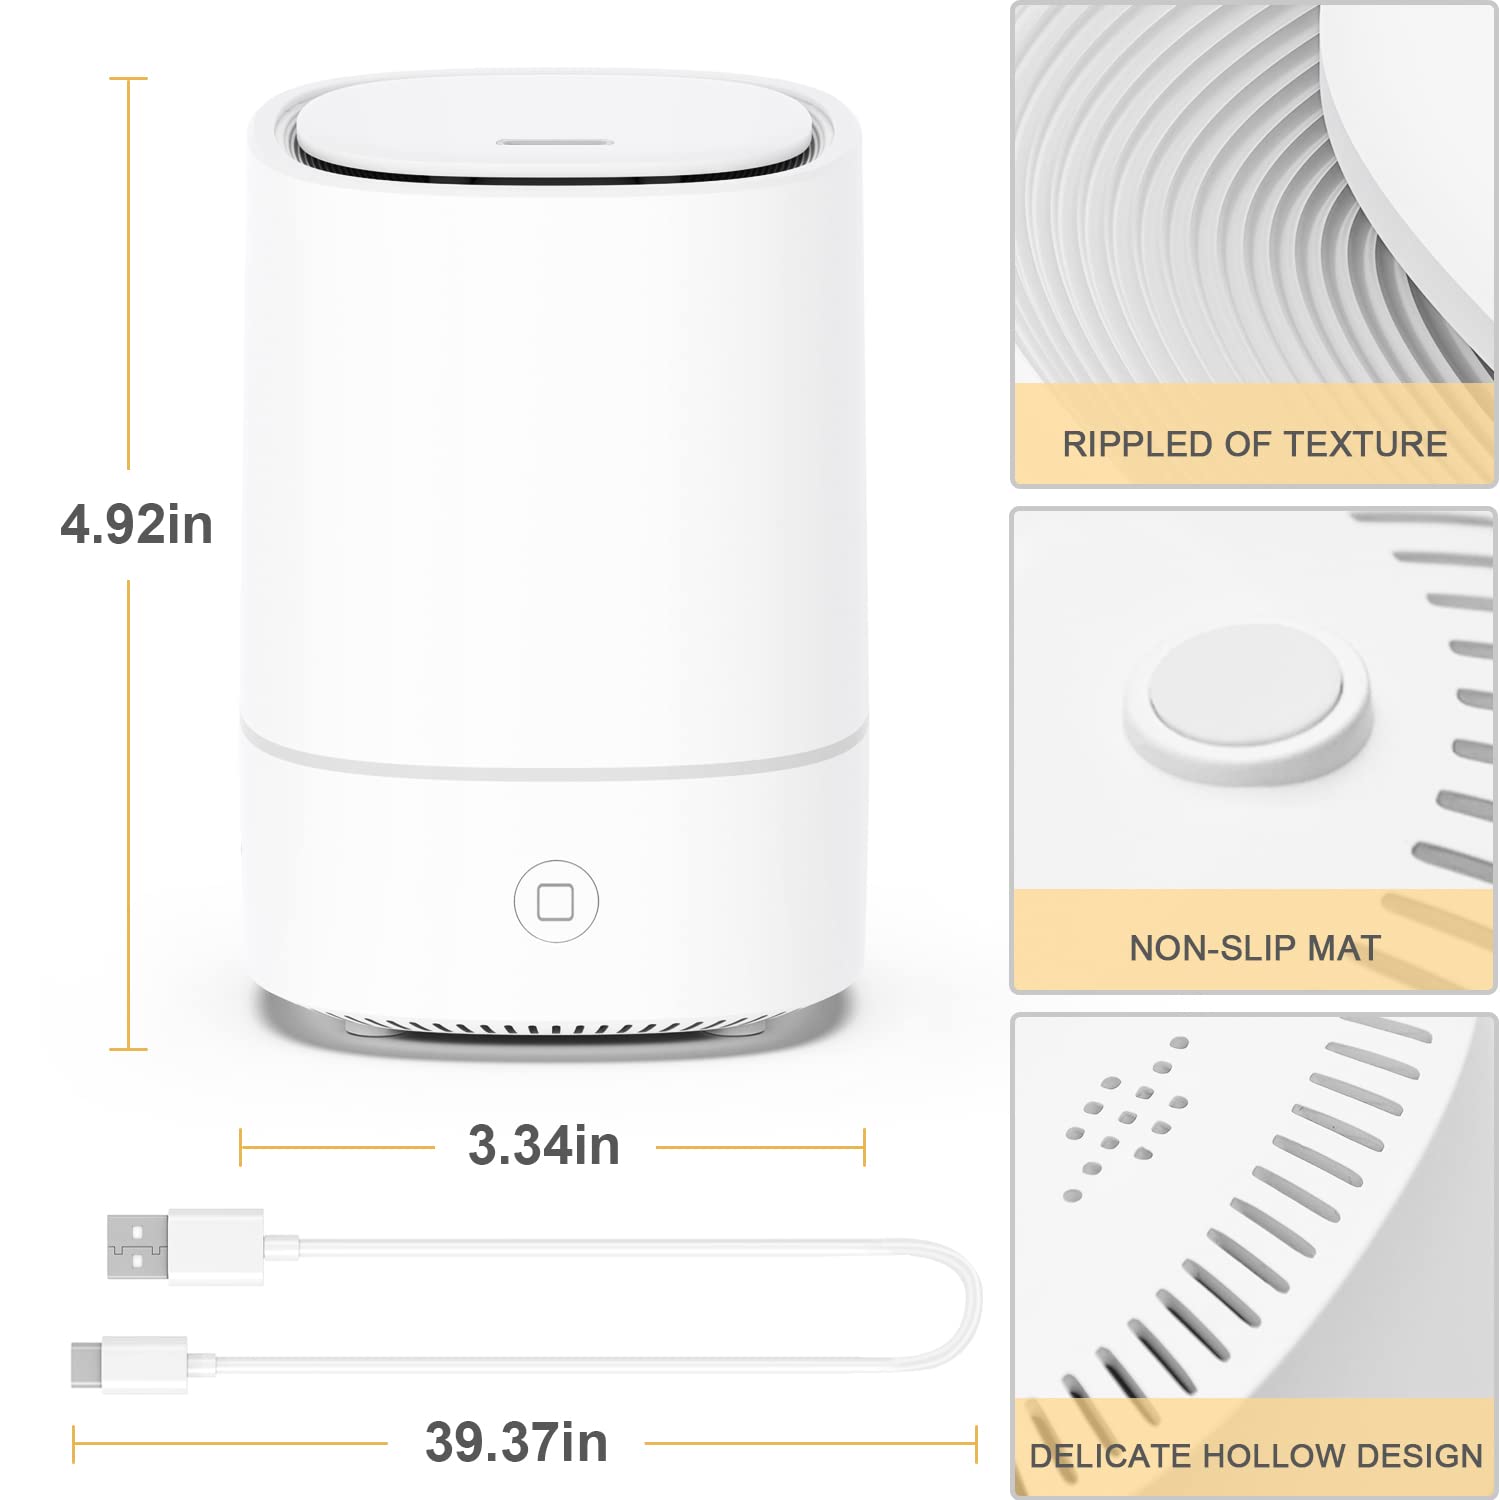 4.92in
3.34in
39.37in
RIPPLED OF TEXTURE
NON-SLIP MAT
DELICATE HOLLOW DESIGN